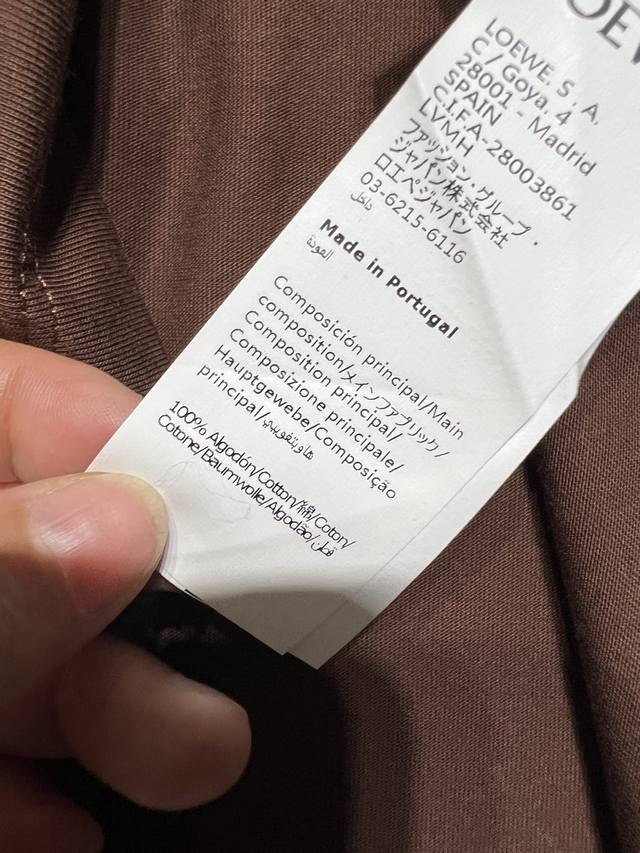 LOEWE, S. A.
C / Goya, 4
28001 - Madrid
SPAIN
C.I.F.A-28003861
LVMH
ファッション・グループ・
ジャパン株式会社
ロエベジャパン
03-6215-6116
داخل
Made in Portugal
Composición principal/Main
composition/メインファブリック/
Composition principal/
Composizione principale/
Hauptgewebe/Composição
principal/
100% Algodón/Cotton/綿/Coton/
Cotone/Baumwolle/Algodão/قطن